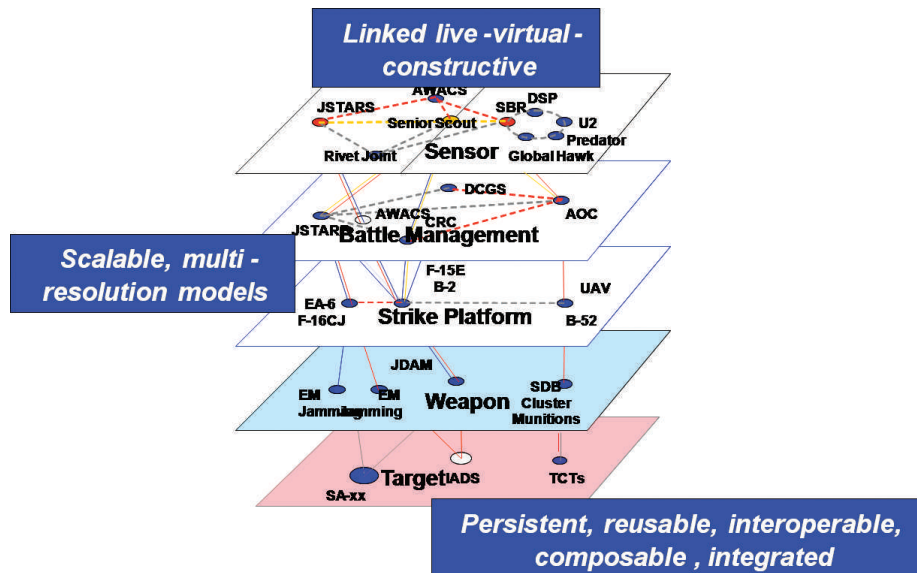 Linked live -virtual-
constructive
AWACS
DSP
JSTARS
SBR
Senior Scout
U2
Predator
Rivet Joint
Sensor
Global Hawk
DCGS
AWACS
AOC
JSTARS
CRC
Battle Management
Scalable, multi -
resolution models
F-15E
B-2
UAV
EA-6
F-16CJ
Strike Platform
B-52
JDAM
EM
Jamming
EM
Jamming
Weapon
SDB
Cluster
Munitions
Target
IADS
TCTs
SA-xx
Persistent, reusable, interoperable,
composable , integrated